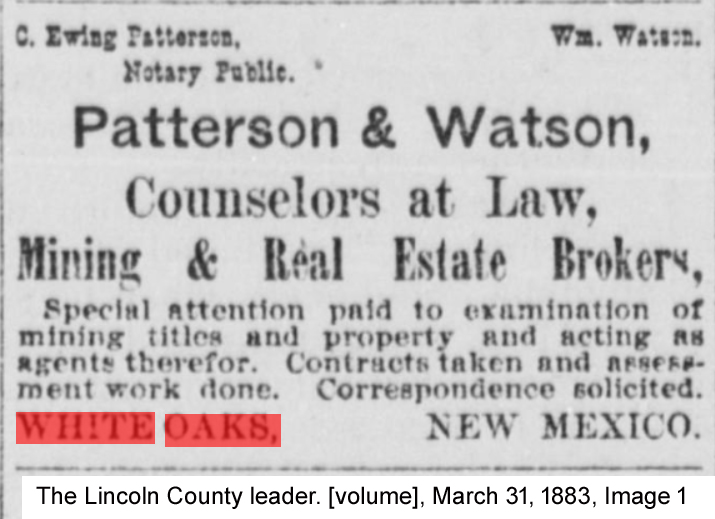 C. Ewing Patterson, Wm. Watson.
Notary Public.
Patterson & Watson,
Counselors at Law,
Mining & Real Estate Brokers,
Special attention paid to examination of
mining titles and property and acting as
agents therefor. Contracts taken and assess-
ment work done. Correspondence solicited.
WHITE OAKS, NEW MEXICO.
The Lincoln County leader. [volume], March 31, 1883, Image 1